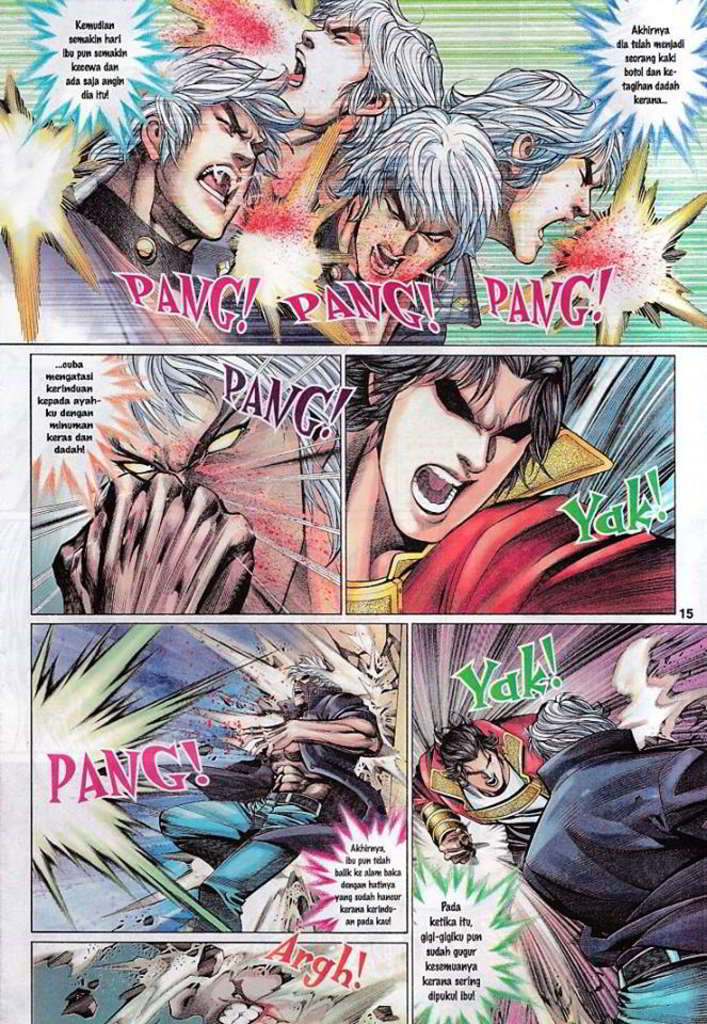 Kemudian
semakin hari
ibu pun semakin
kecewa dan
ada saja angin
dia itu!
Akhirnya
dia telah menjadi
seorang kaki
botol dan ke-
tagihan dadah
kerana...
PANG!
PANG!
PANG!
...cuba
mengatasi
kerinduan
kepada ayah-
ku dengan
minuman
keras dan
dadah!
PANG!
Yak!
15
PANG!
Akhirnya,
ibu pun telah
balik ke alam baka
dengan hatinya
yang sudah hancur
kerana kerindu-
an pada kau!
Yak!
Pada
ketika itu,
gigi-gigiku pun
sudah gugur
kesemuanya
kerana sering
dipukul ibu!
Argh!